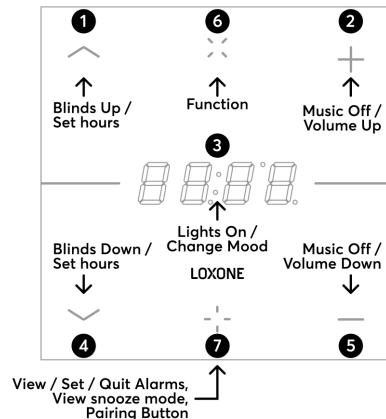 1
6
2
Blinds Up /
Set hours
Function
Music Off /
Volume Up
3
88:88
Lights On /
Change Mood
Blinds Down /
Set hours
Music Off /
Volume Down
LOXONE
4
7
5
View / Set / Quit Alarms,
View snooze mode,
Pairing Button